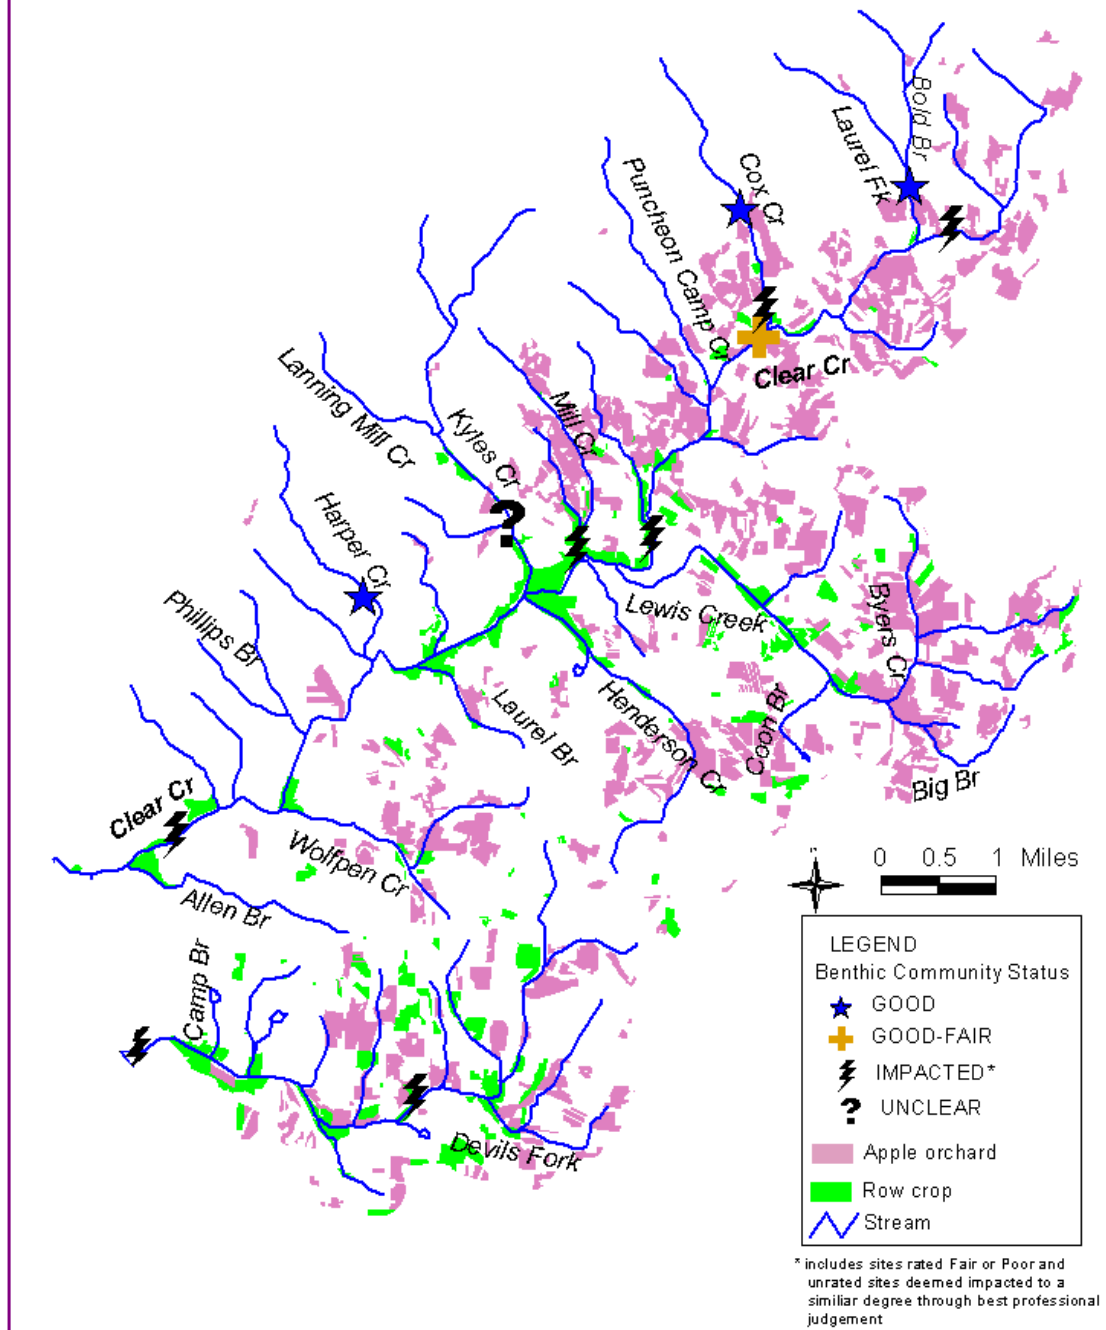 Bold Br
Laurel Fk
Cox Cr
Puncheon Camp Cr
Clear Cr
Lanning Mill Cr
Kyles Cr
Mill Cr
Harper Cr
Phillips Br
Lewis Creek
Byers Cr
Laurel Br
Henderson Cr
Coon Br
Big Br
Clear Cr
Wolfpen Cr
Allen Br
Camp Br
Devils Fork
0 0.5 1 Miles
LEGEND
Benthic Community Status
GOOD
GOOD-FAIR
IMPACTED*
? UNCLEAR
Apple orchard
Row crop
Stream
* includes sites rated Fair or Poor and
unrated sites deemed impacted to a
similiar degree through best professional
judgement